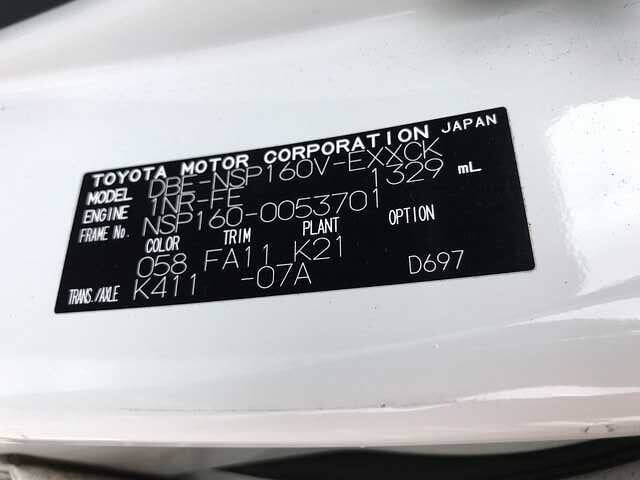 TOYOTA MOTOR CORPORATION JAPAN
MODEL DBE-NSP160V-EXXCK
ENGINE 1NR-FE 1329 mL
FRAME No. NSP160-0053701
COLOR TRIM PLANT OPTION
058 FA11 K21
TRANS./AXLE K411 -07A D697